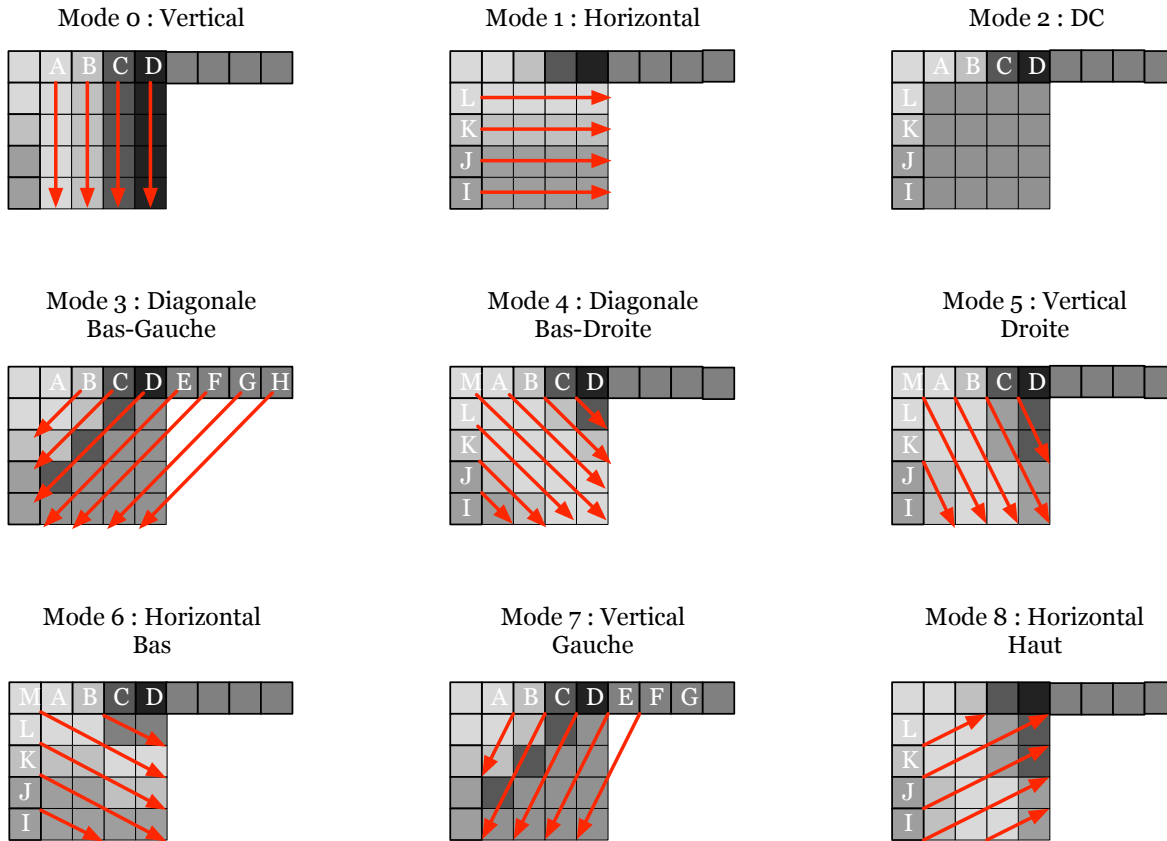 Mode 0 : Vertical
A B C D
Mode 1 : Horizontal
L
K
J
I
Mode 2 : DC
A B C D
L
K
J
I
Mode 3 : Diagonale
Bas-Gauche
A B C D E F G H
Mode 4 : Diagonale
Bas-Droite
M A B C D
L
K
J
I
Mode 5 : Vertical
Droite
M A B C D
L
K
J
I
Mode 6 : Horizontal
Bas
M A B C D
L
K
J
I
Mode 7 : Vertical
Gauche
A B C D E F G
Mode 8 : Horizontal
Haut
L
K
J
I